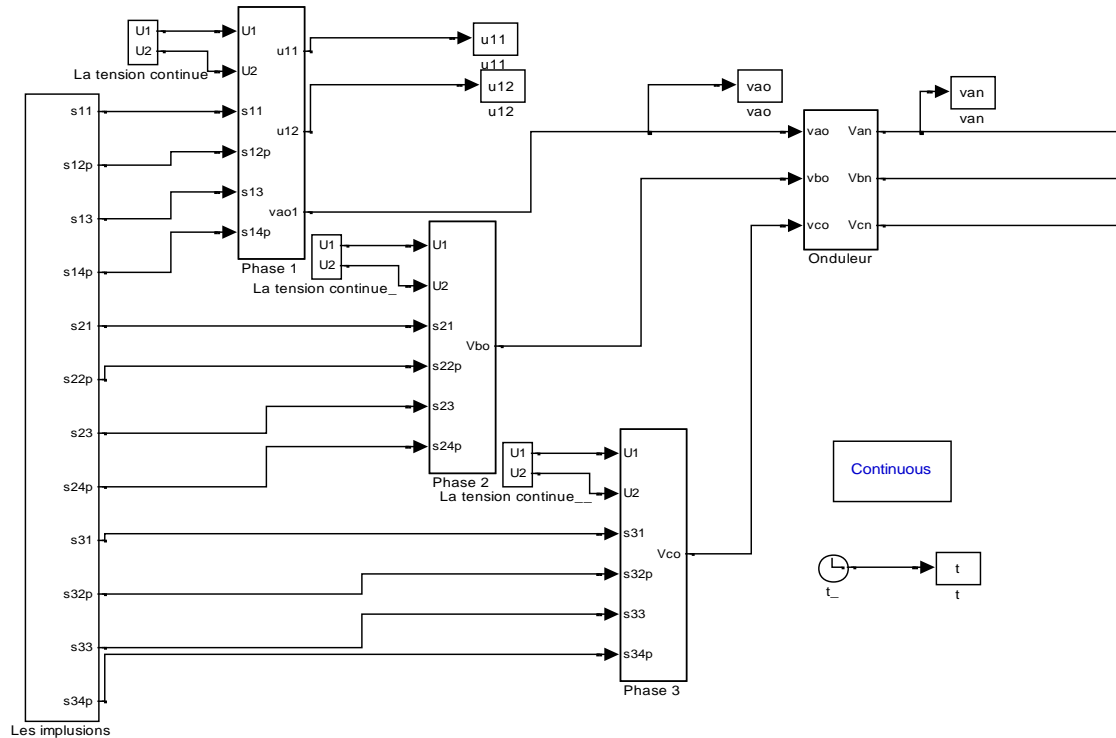 U1
U2
La tension continue
U1
U2
s11
s12p
s13
s14p
u11
u12
vao1
Phase 1
u11
u11
u12
u12
vao
vao
van
van
vao
vbo
vco
Van
Vbn
Vcn
Onduleur
s11
s12p
s13
s14p
s21
s22p
s23
s24p
s31
s32p
s33
s34p
Les implusions
U1
U2
La tension continue_
U1
U2
s21
s22p
s23
s24p
Vbo
Phase 2
U1
U2
La tension continue__
U1
U2
s31
s32p
s33
s34p
Vco
Phase 3
Continuous
t_
t
t